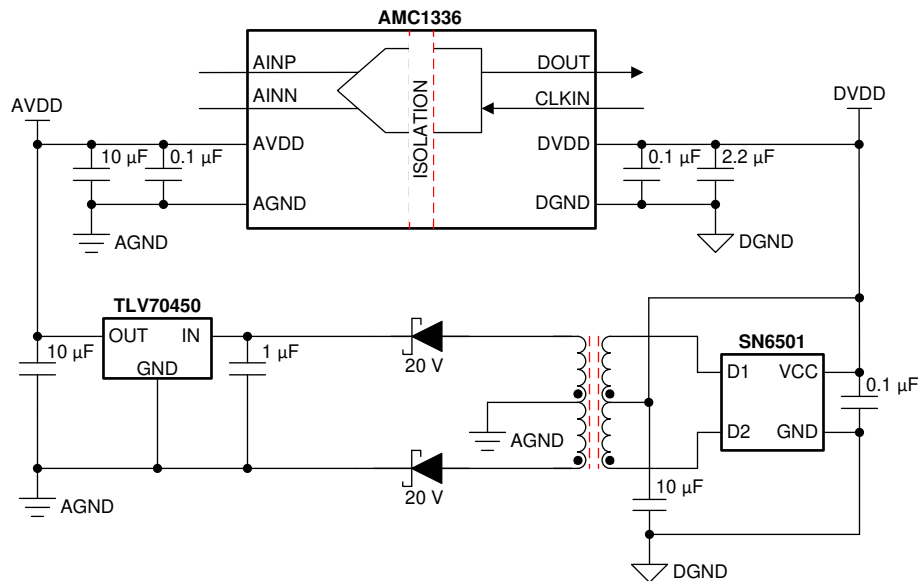 AMC1336
AINP
DOUT
AINN
CLKIN
AVDD
DVDD
10 µF
0.1 µF
AVDD
ISOLATION
DVDD
0.1 µF
2.2 µF
AGND
DGND
AGND
DGND
TLV70450
OUT
IN
GND
10 µF
1 µF
20 V
SN6501
D1
VCC
0.1 µF
D2
GND
AGND
20 V
10 µF
AGND
DGND